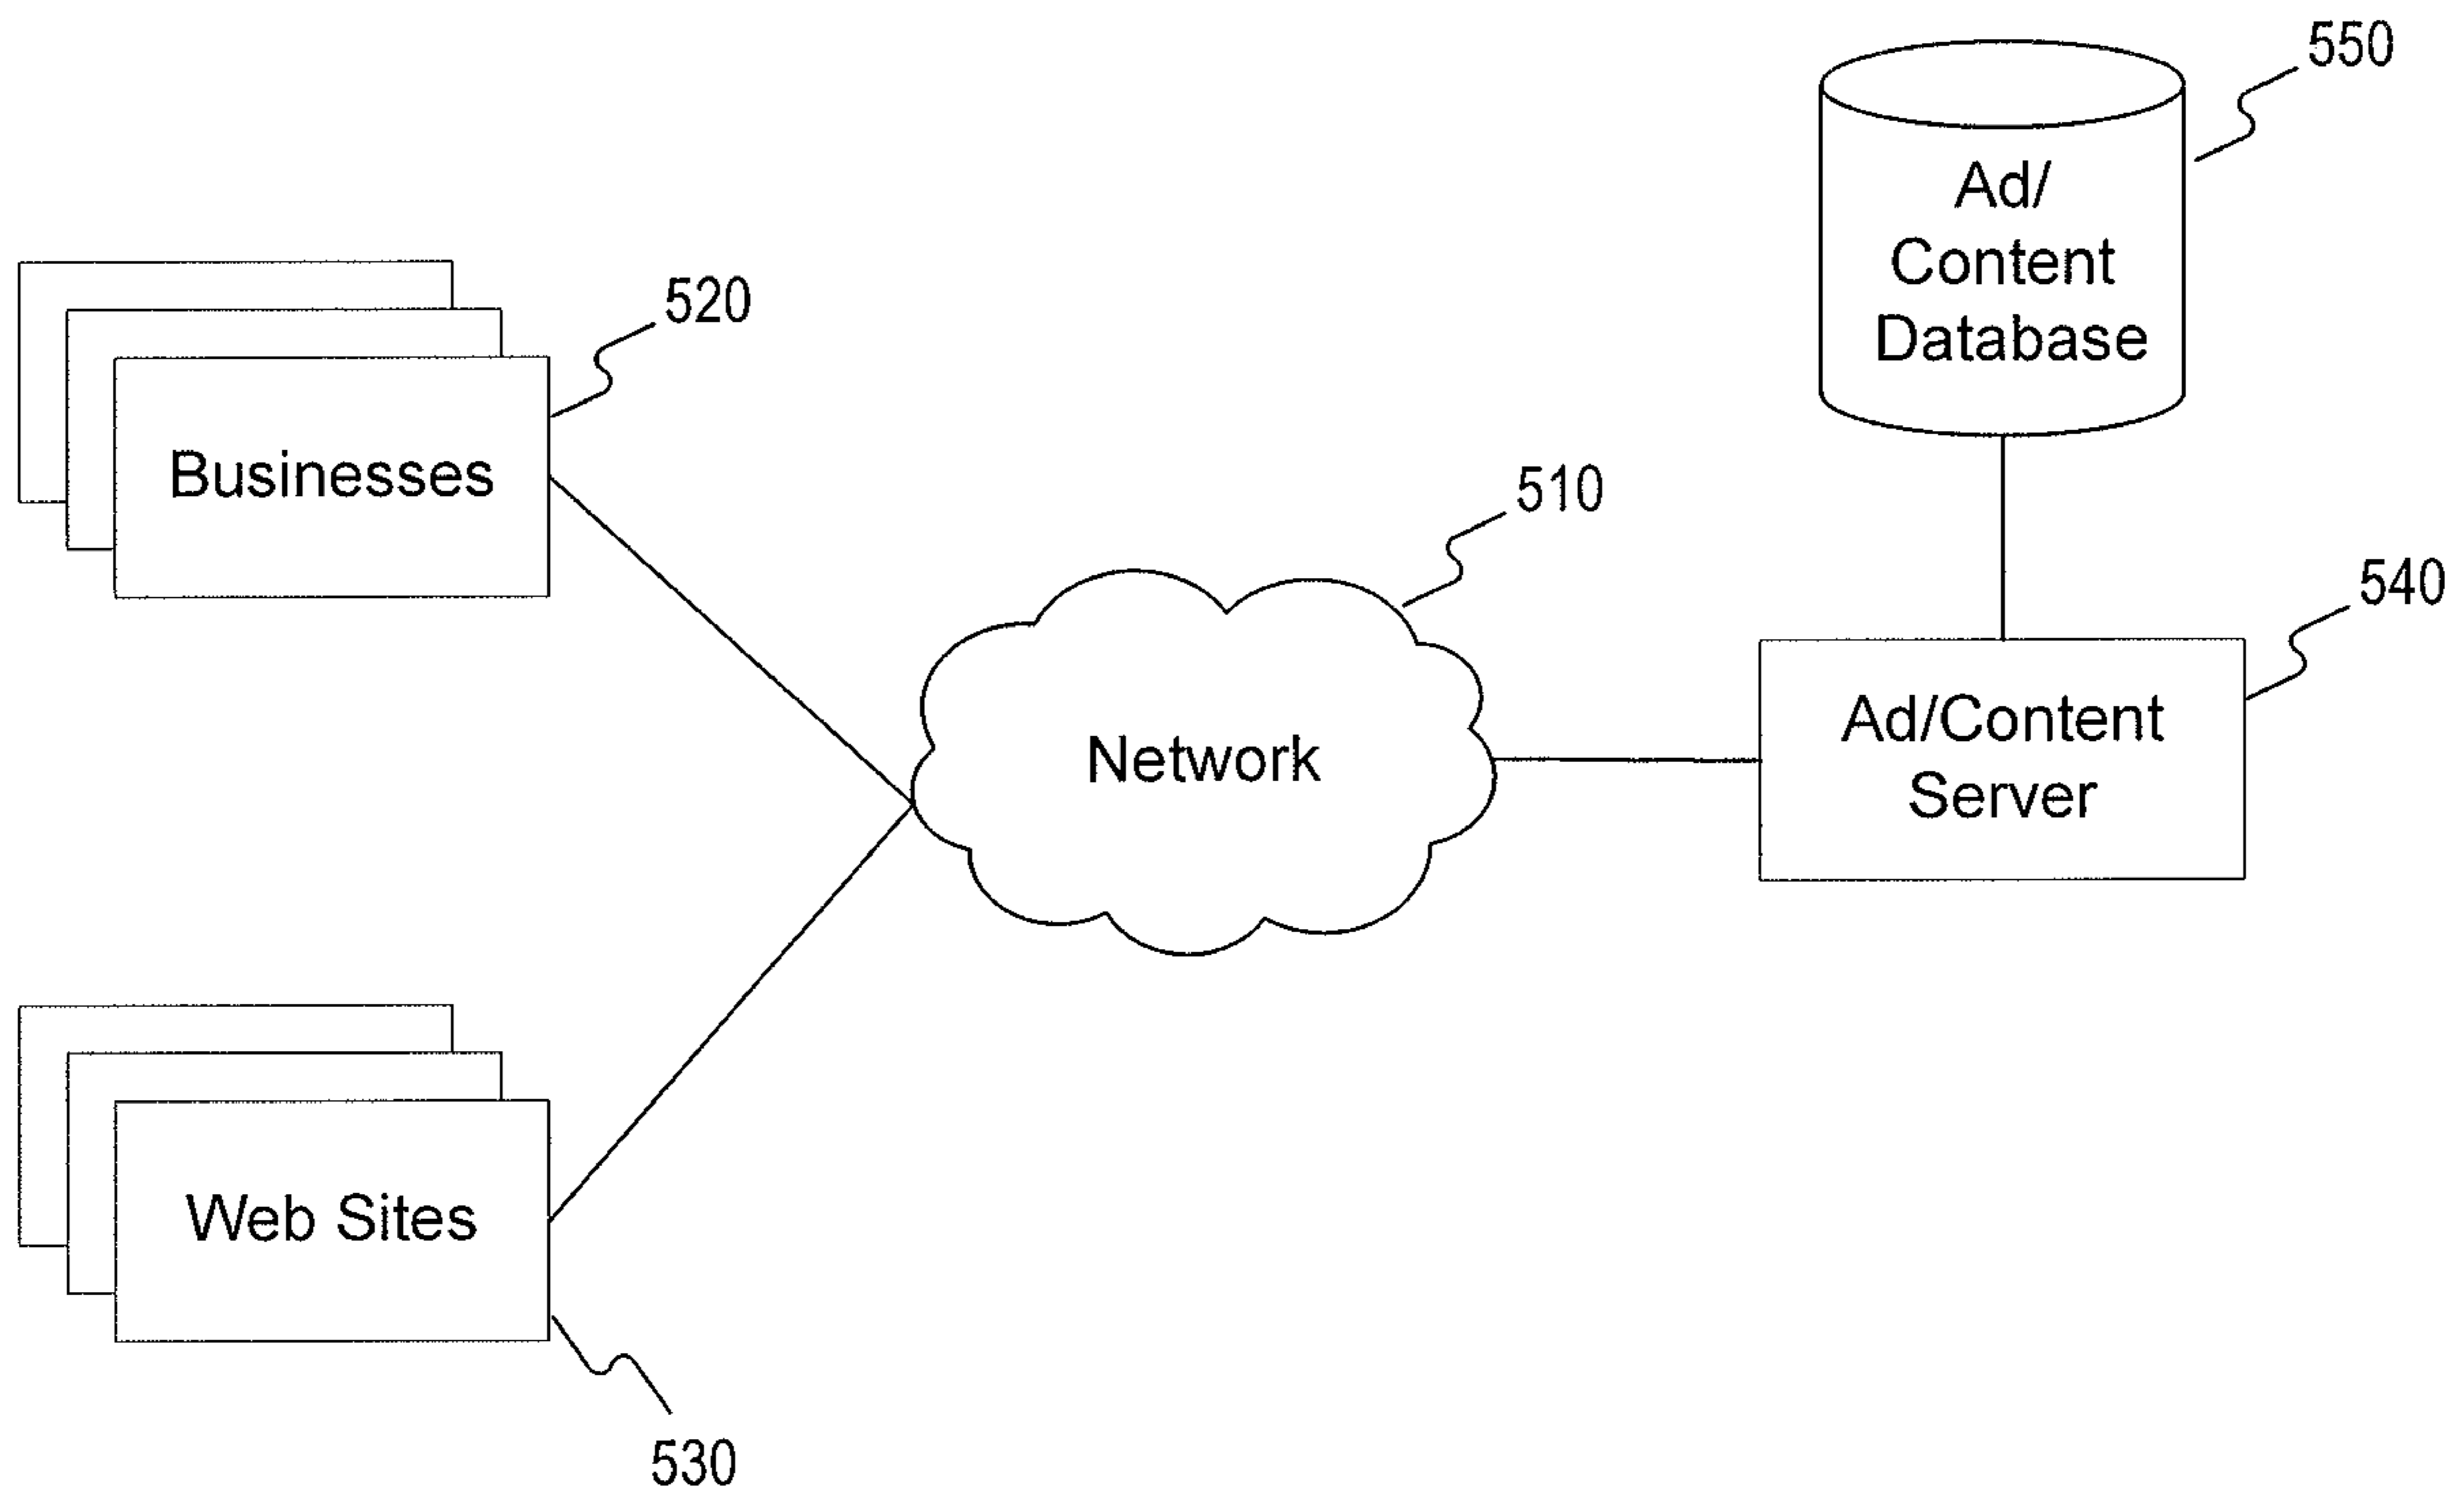 550
Ad/
Content
Database
520
Businesses
510
540
Network
Ad/Content
Server
Web Sites
530